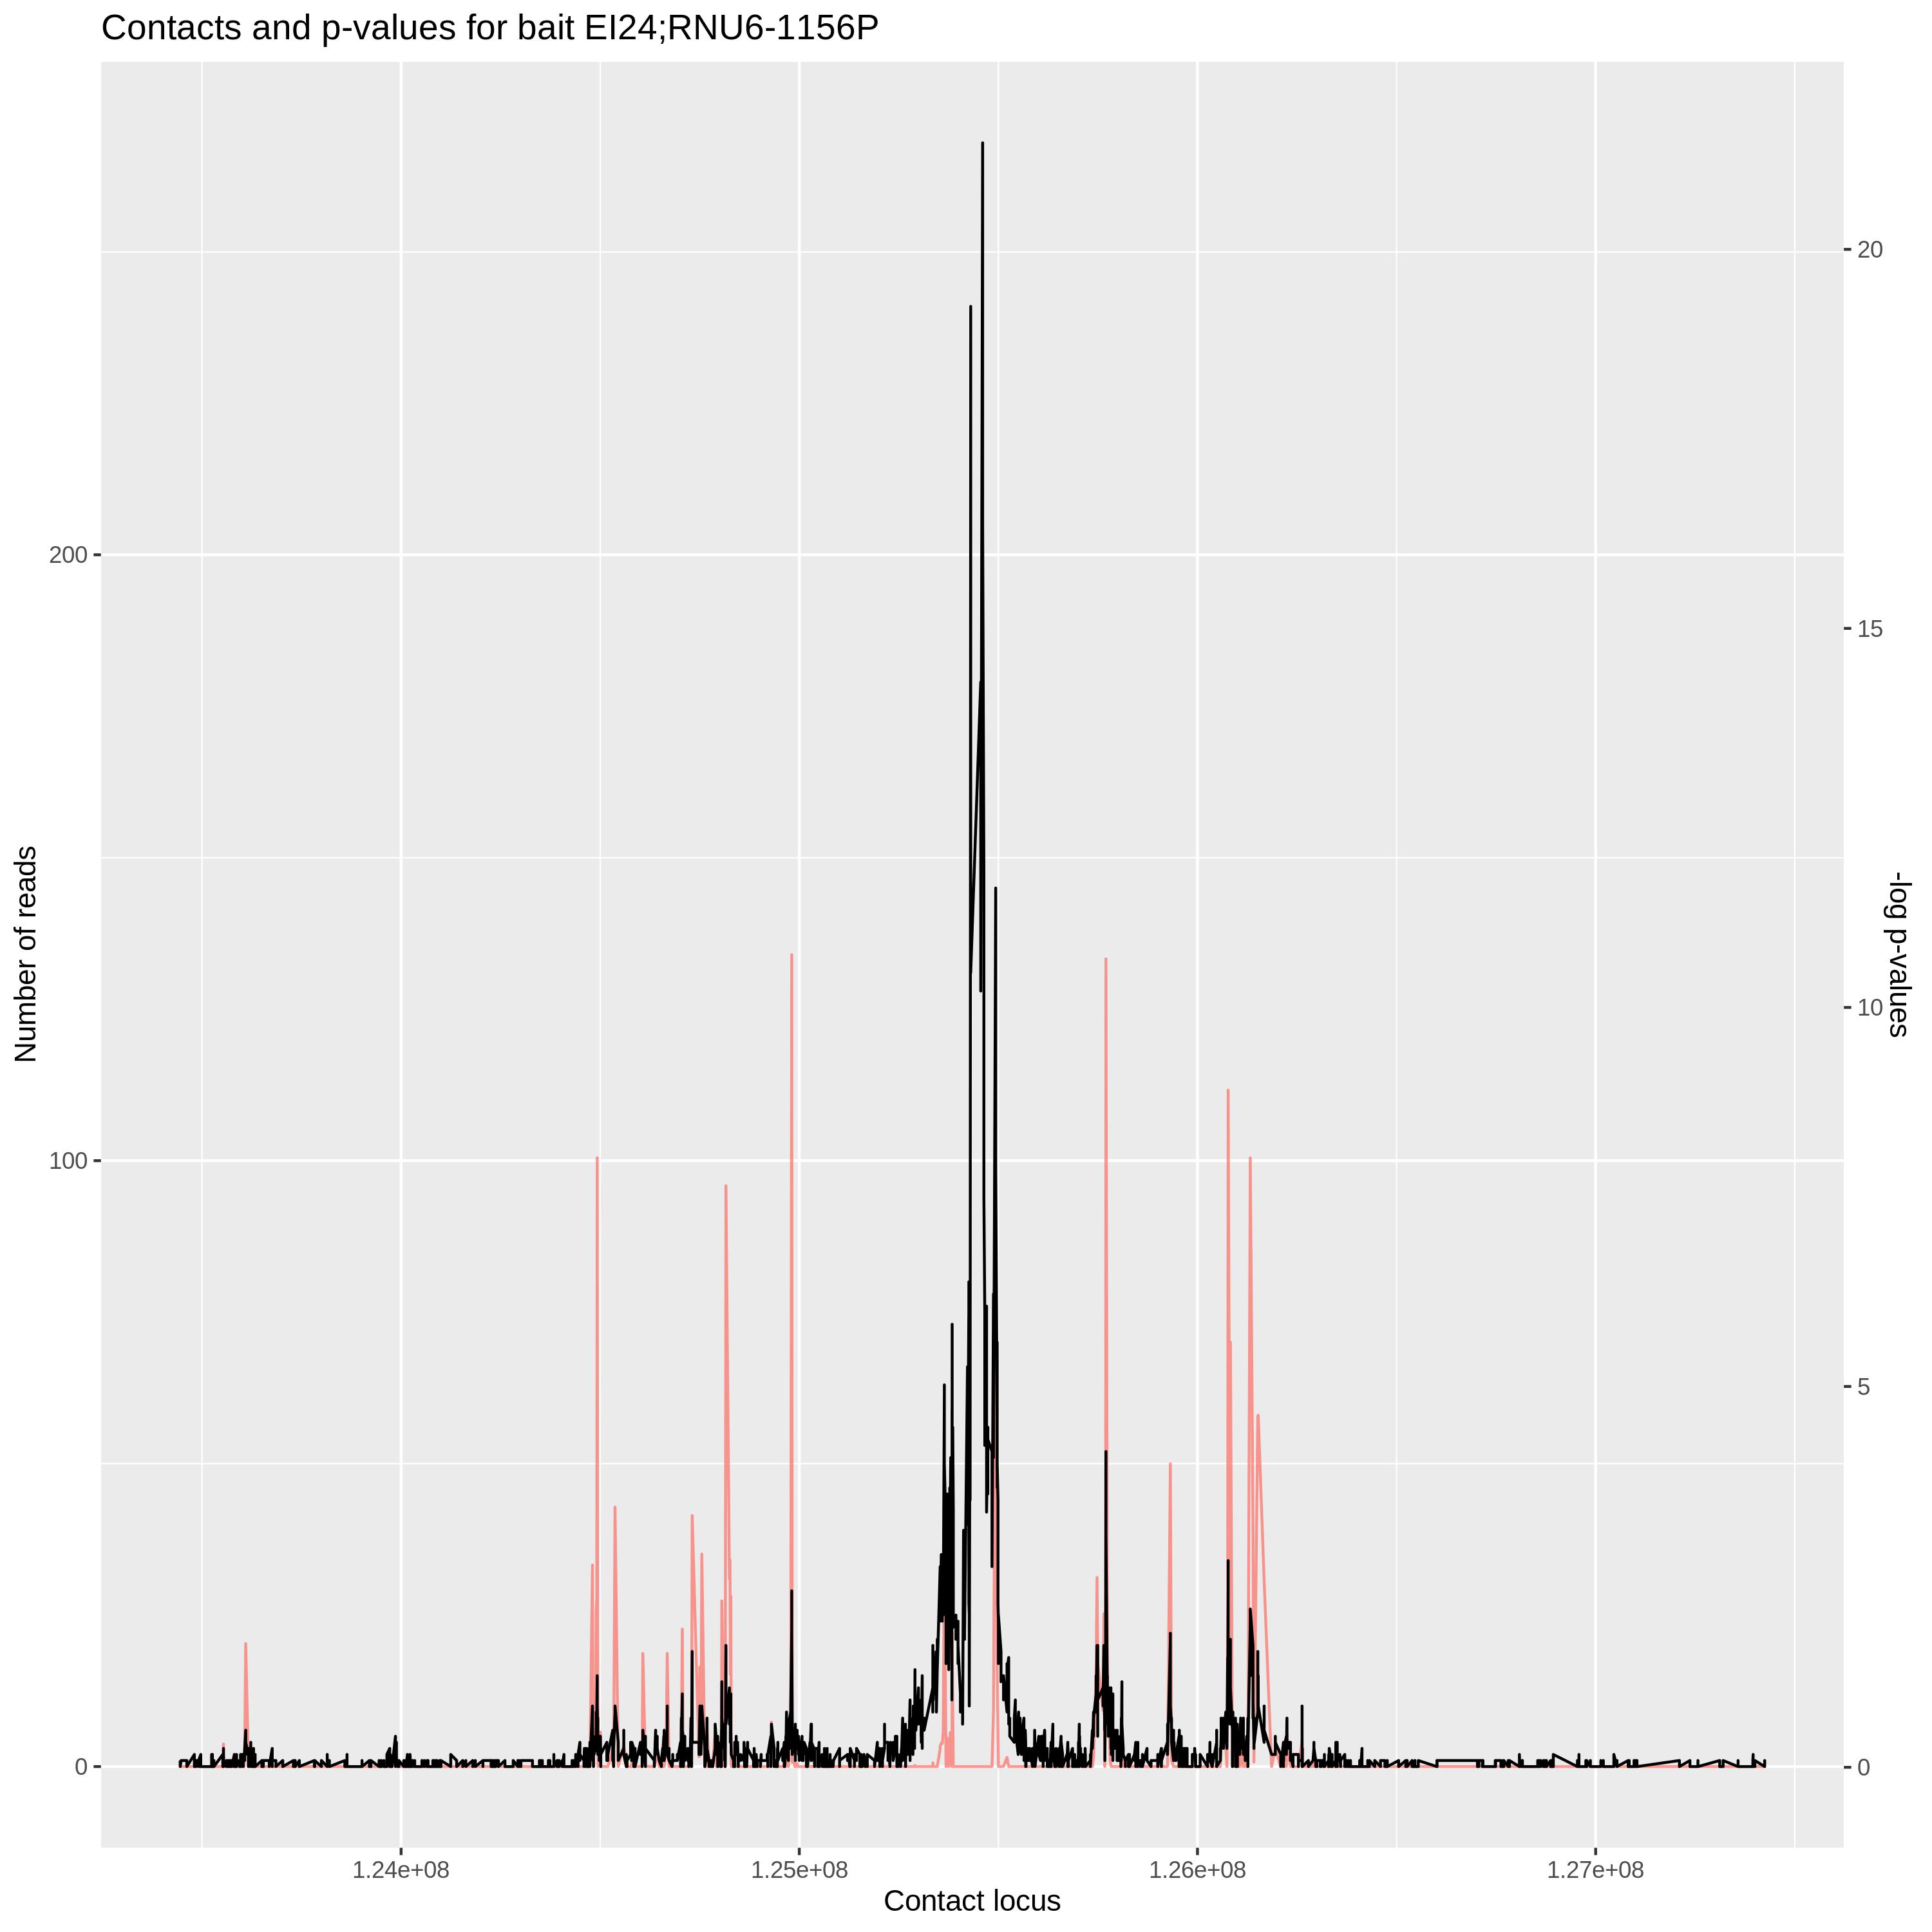 Contacts and p-values for bait EI24;RNU6-1156P
Number of reads
200
100
0
20
15
10
5
0
-log p-values
1.24e+08
1.25e+08
1.26e+08
1.27e+08
Contact locus